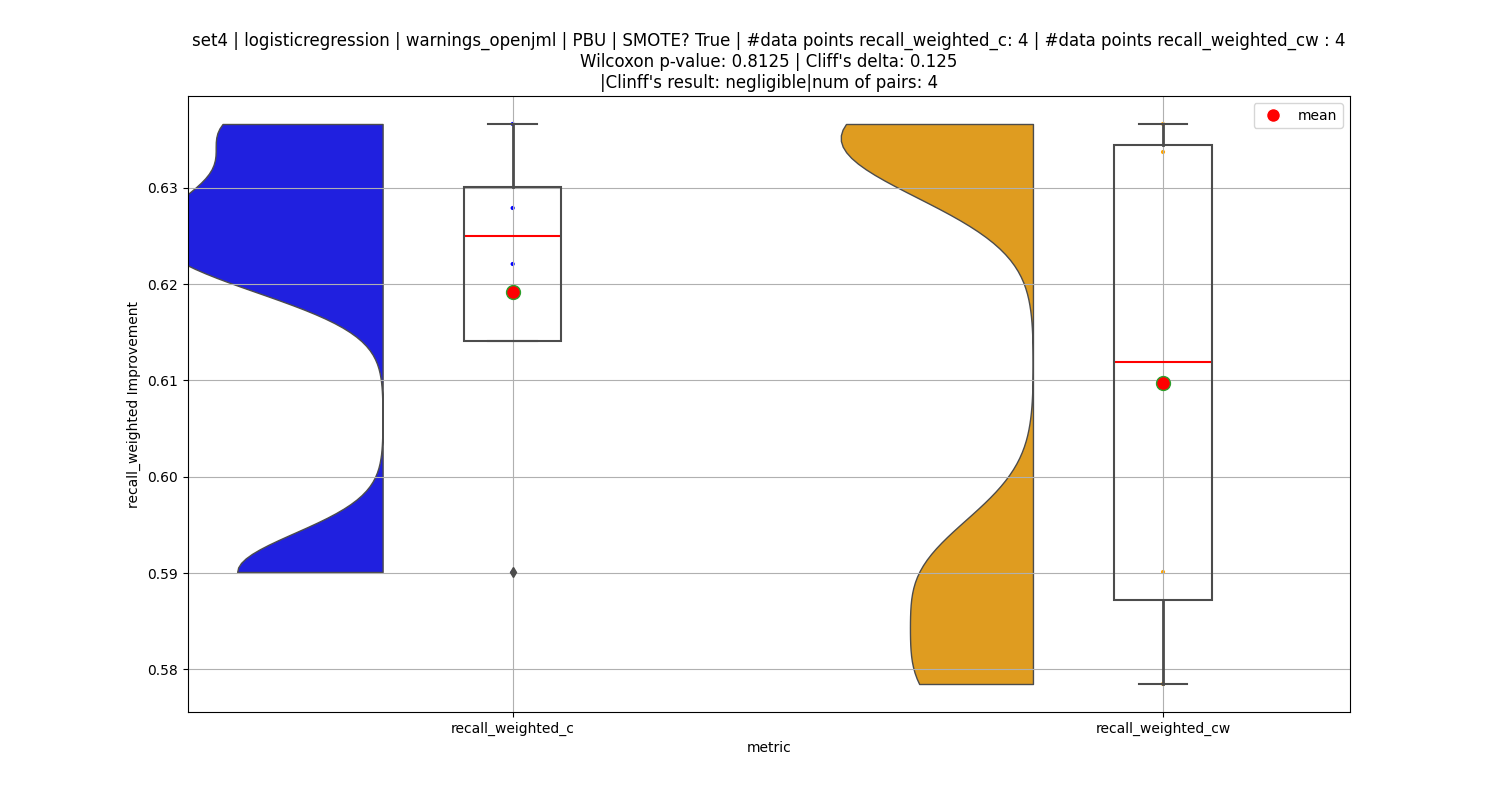 set4 | logisticregression | warnings_openjml | PBU | SMOTE? True | #data points recall_weighted_c: 4 | #data points recall_weighted_cw : 4
Wilcoxon p-value: 0.8125 | Cliff's delta: 0.125
|Clinff's result: negligible|num of pairs: 4
mean
0.63
0.62
0.61
0.60
0.59
0.58
recall_weighted Improvement
recall_weighted_c
recall_weighted_cw
metric